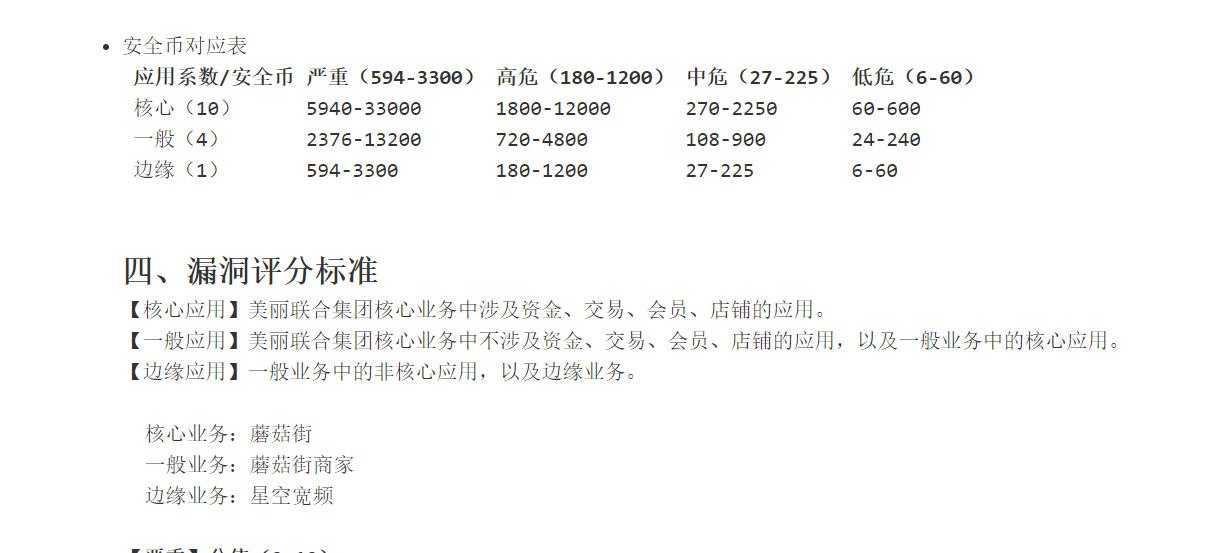 安全币对应表
应用系数/安全币 严重（594-3300） 高危（180-1200） 中危（27-225） 低危（6-60）
核心（10） 5940-33000 1800-12000 270-2250 60-600
一般（4） 2376-13200 720-4800 108-900 24-240
边缘（1） 594-3300 180-1200 27-225 6-60
四、漏洞评分标准
【核心应用】美丽联合集团核心业务中涉及资金、交易、会员、店铺的应用。
【一般应用】美丽联合集团核心业务中不涉及资金、交易、会员、店铺的应用，以及一般业务中的核心应用。
【边缘应用】一般业务中的非核心应用，以及边缘业务。
核心业务：蘑菇街
一般业务：蘑菇街商家
边缘业务：星空宽频